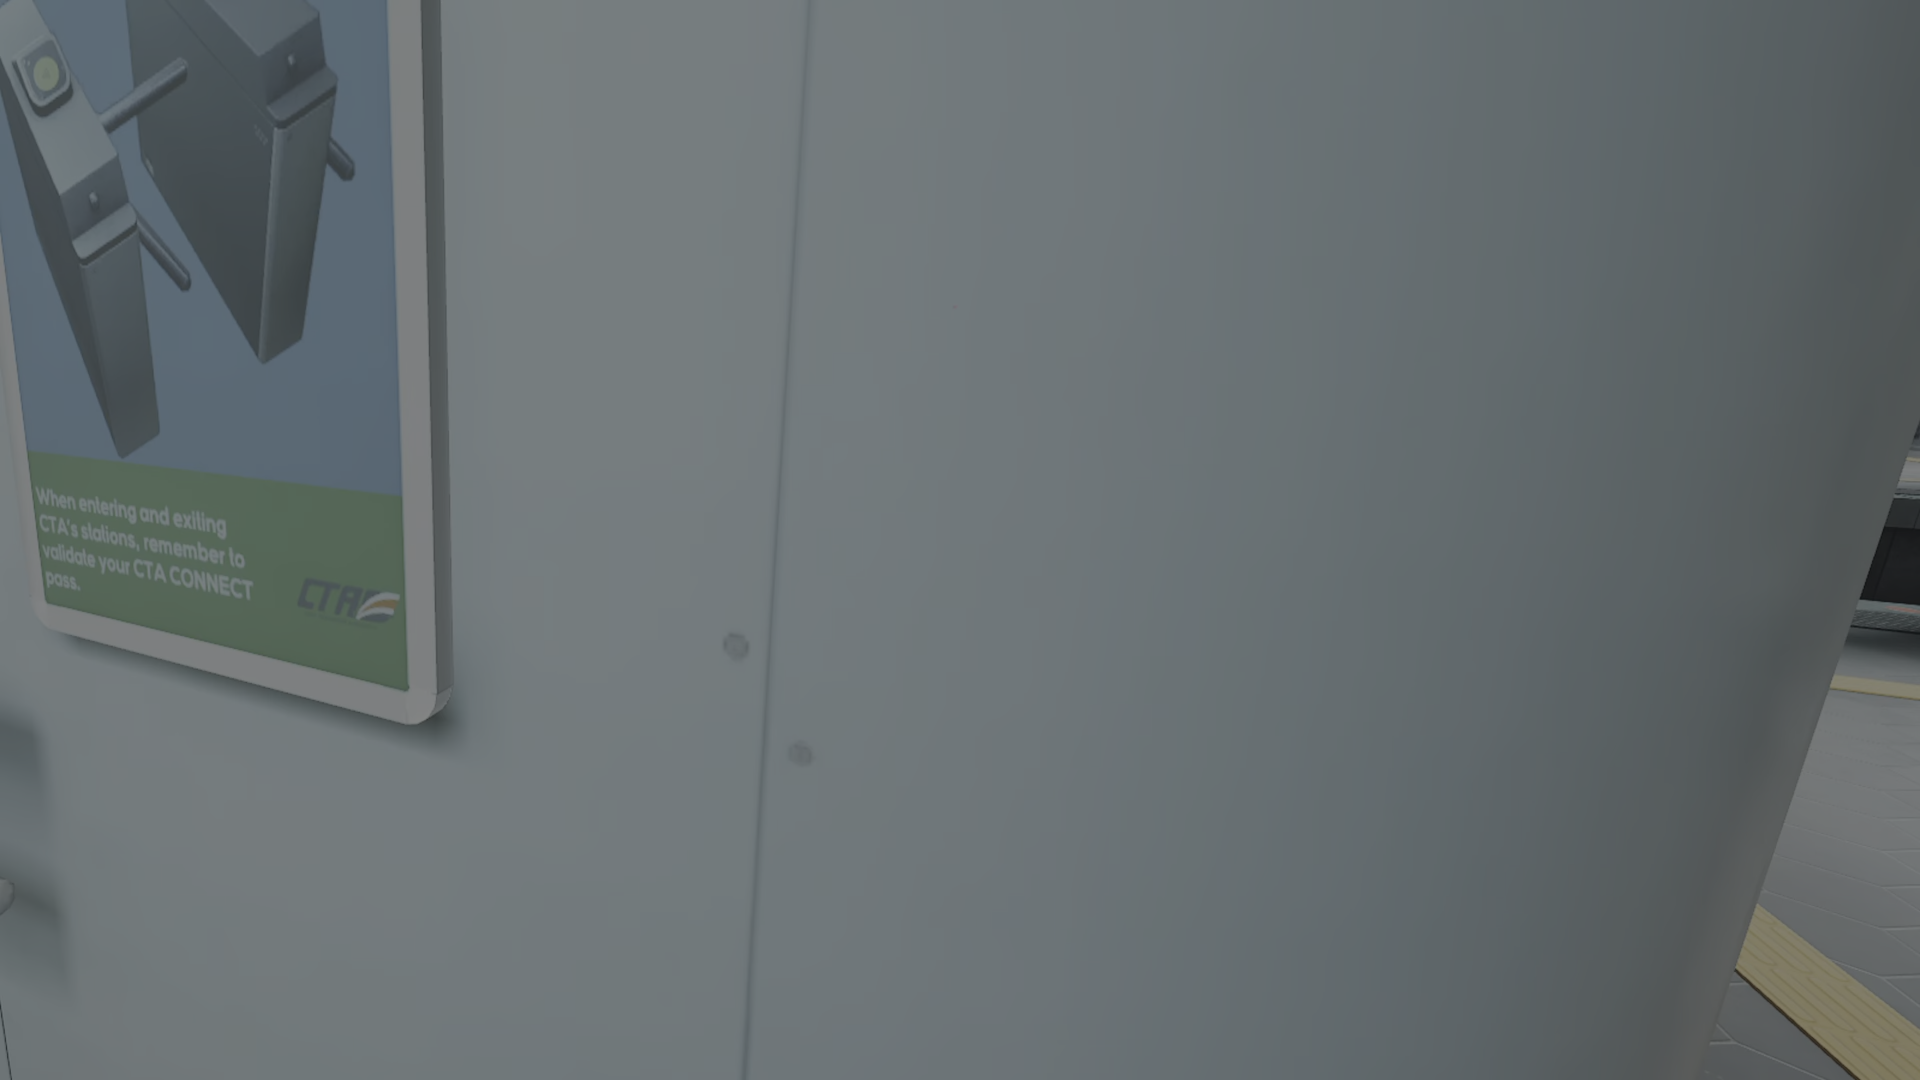 When entering and exiting
CTA's stations, remember to
validate your CTA CONNECT
pass.
CTA